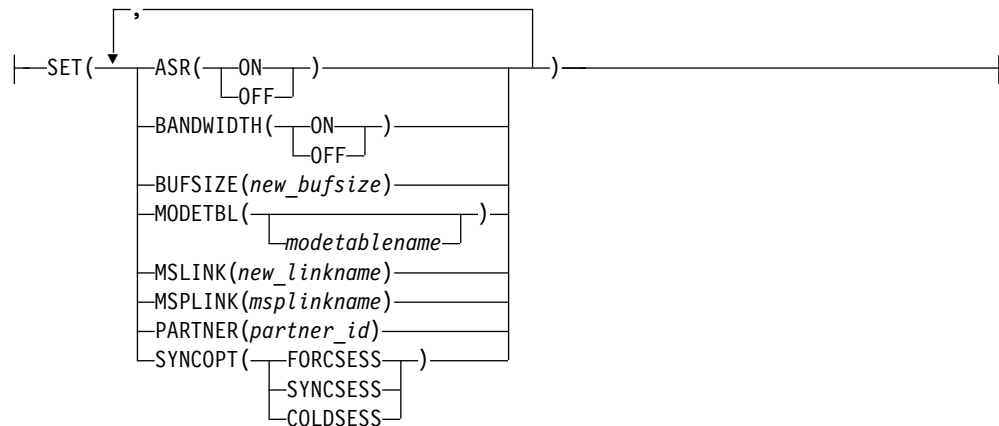 ,
SET( ASR( ON ) )
OFF
BANDWIDTH( ON )
OFF
BUFSIZE(new_bufsize)
MODETBL( )
modetablename
MSLINK(new_linkname)
MSPLINK(msplinkname)
PARTNER(partner_id)
SYNCOPT( FORCSESS )
SYNCSESS
COLDSESS